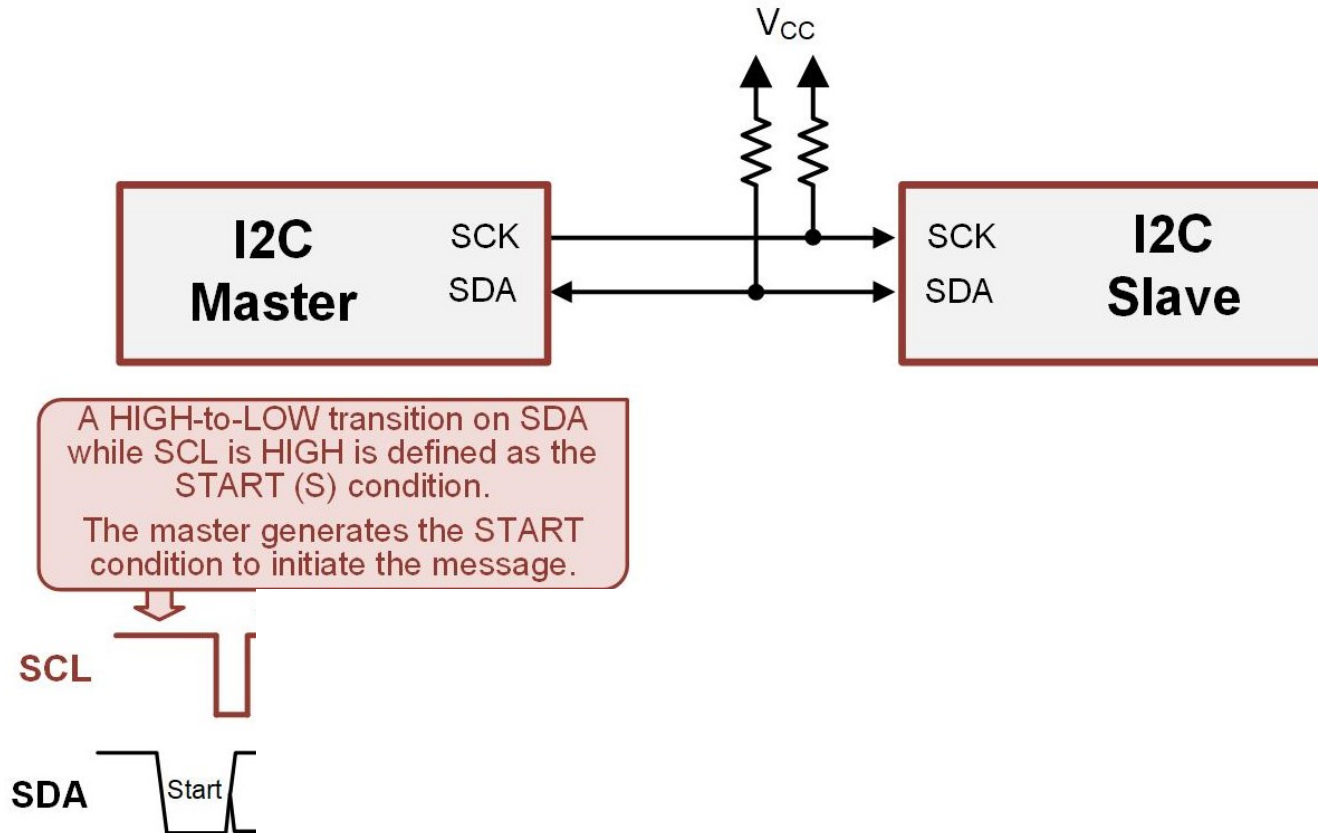 VCC
I2C
Master
SCK
SDA
SCK
SDA
I2C
Slave
A HIGH-to-LOW transition on SDA
while SCL is HIGH is defined as the
START (S) condition.
The master generates the START
condition to initiate the message.
SCL
SDA
Start